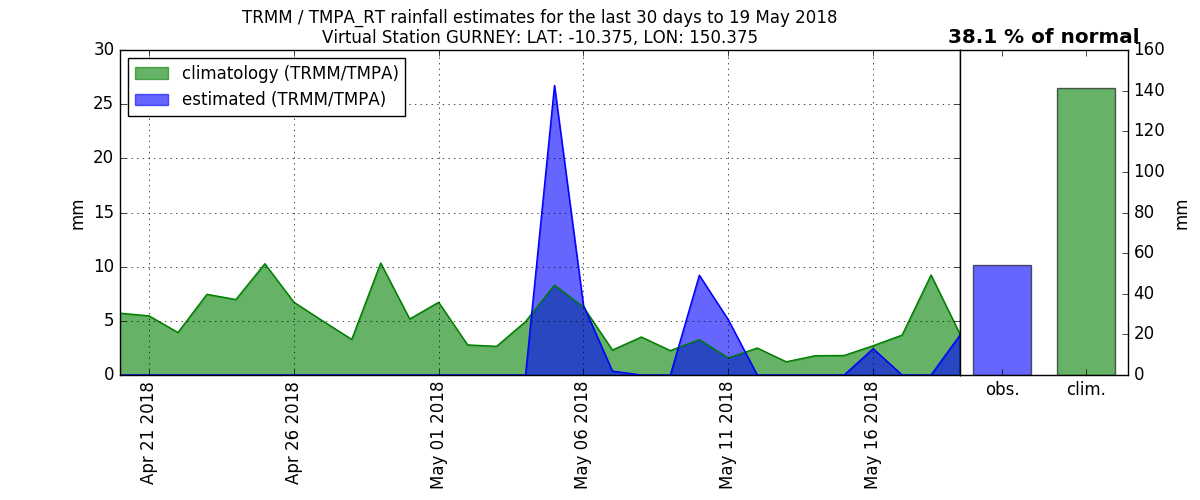 TRMM / TMPA_RT rainfall estimates for the last 30 days to 19 May 2018
Virtual Station GURNEY: LAT: -10.375, LON: 150.375
38.1 % of normal
climatology (TRMM/TMPA)
estimated (TRMM/TMPA)
30
25
20
15
10
5
0
mm
Apr 21 2018
Apr 26 2018
May 01 2018
May 06 2018
May 11 2018
May 16 2018
160
140
120
100
80
60
40
20
0
mm
obs.
clim.